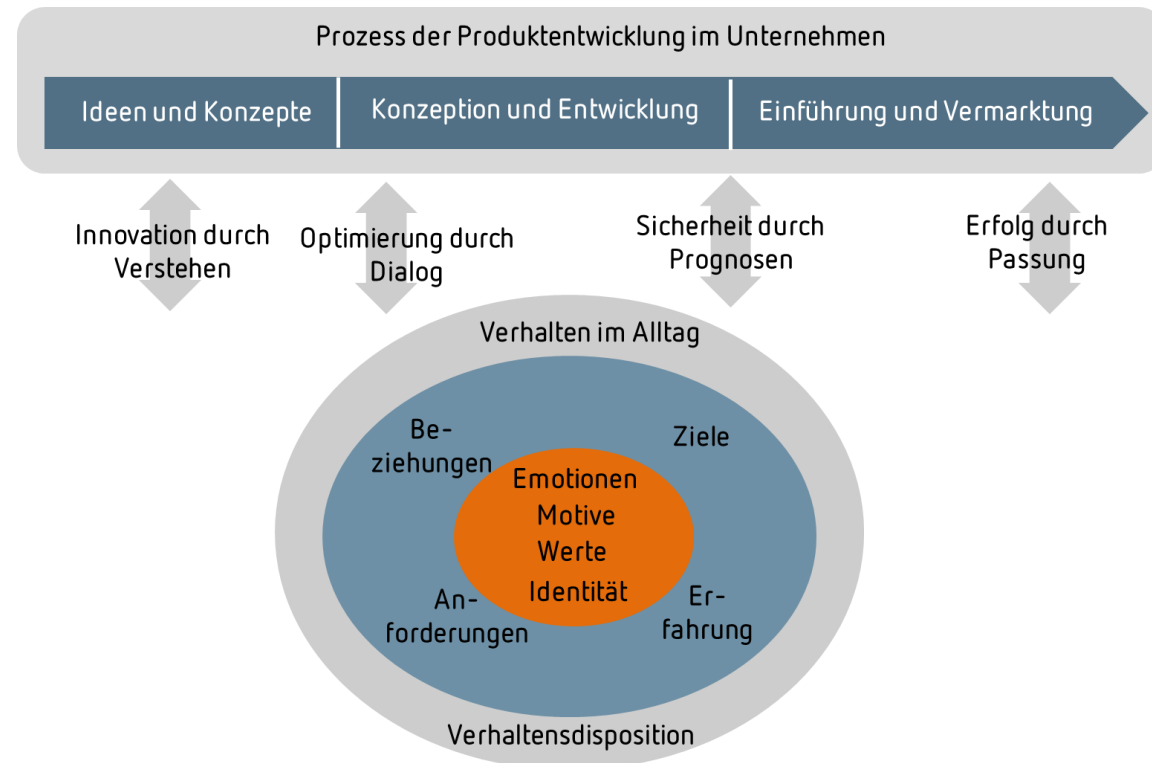 Prozess der Produktentwicklung im Unternehmen
Ideen und Konzepte
Konzeption und Entwicklung
Einführung und Vermarktung
Innovation durch
Verstehen
Optimierung durch
Dialog
Sicherheit durch
Prognosen
Erfolg durch
Passung
Verhalten im Alltag
Be-
ziehungen
Ziele
Emotionen
Motive
Werte
Identität
An-
forderungen
Er-
fahrung
Verhaltensdisposition